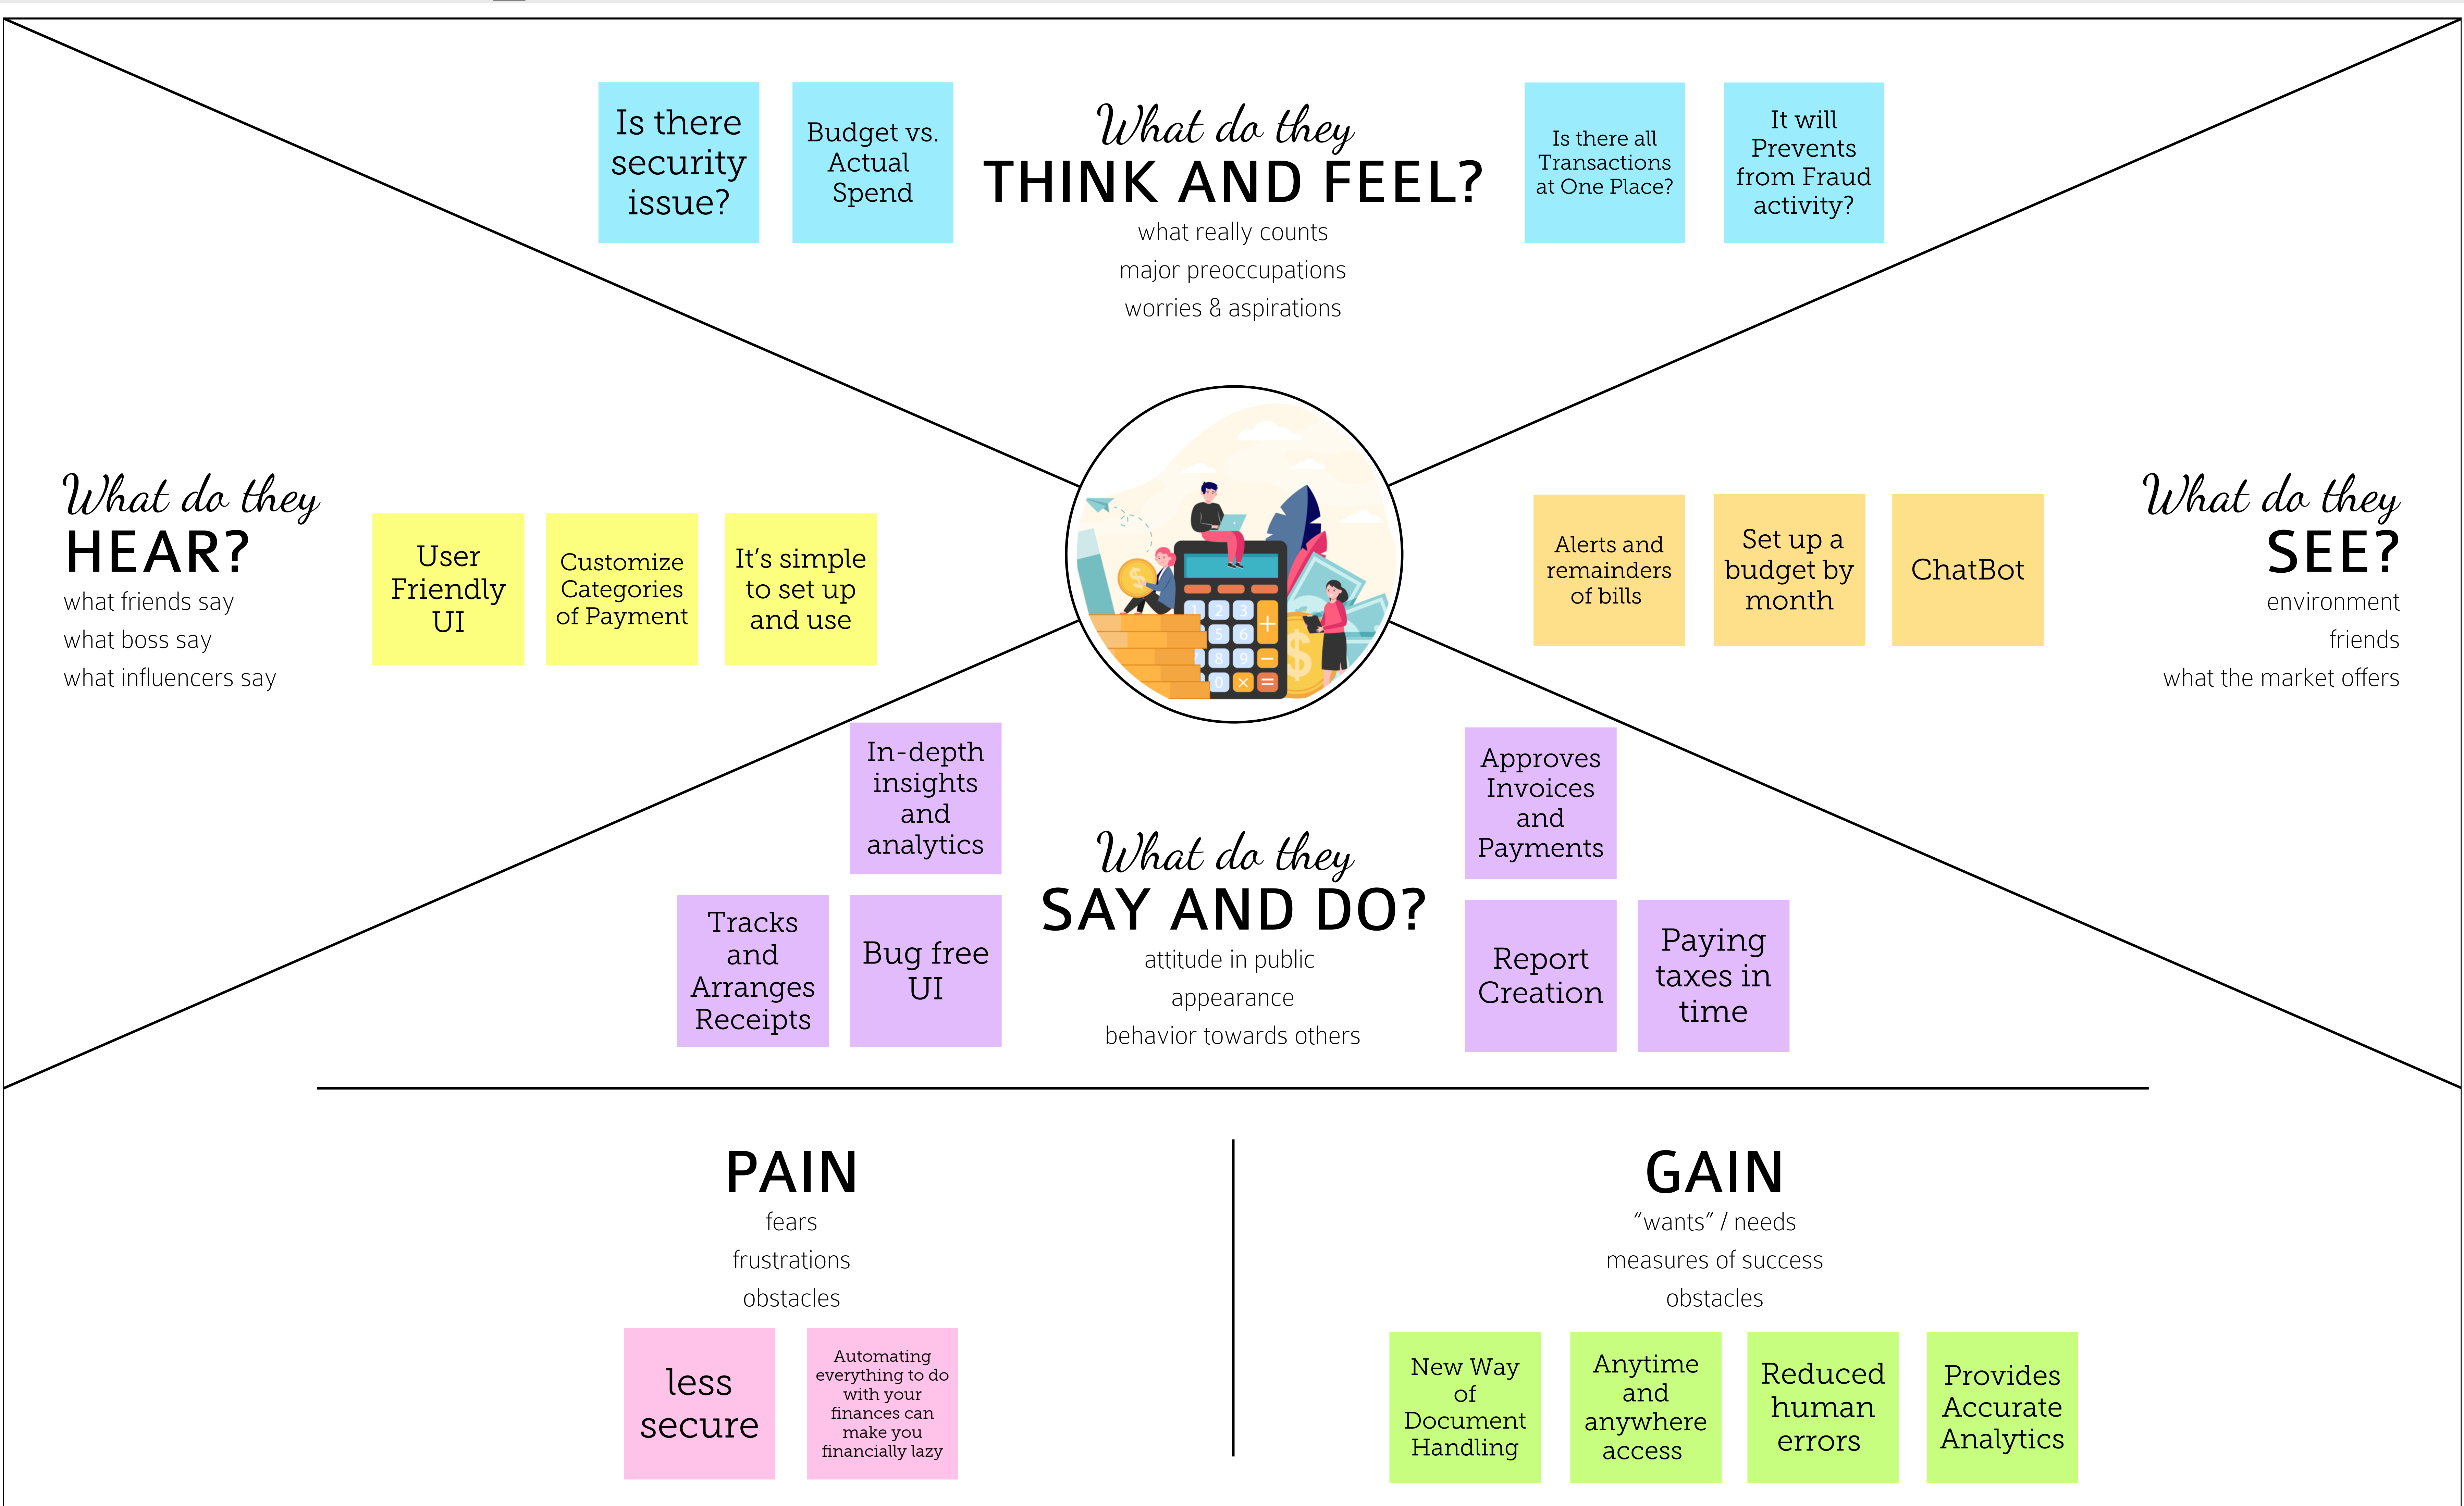 Is there
security
issue?
Budget vs.
Actual
Spend
What do they
THINK AND FEEL?
what really counts
major preoccupations
worries & aspirations
Is there all
Transactions
at One Place?
It will
Prevents
from Fraud
activity?
What do they
HEAR?
what friends say
what boss say
what influencers say
User
Friendly
UI
Customize
Categories
of Payment
It's simple
to set up
and use
1 2 3 +
5 6
8 9 −
0 × =
$
$
Alerts and
remainders
of bills
Set up a
budget by
month
ChatBot
What do they
SEE?
environment
friends
what the market offers
In-depth
insights
and
analytics
Tracks
and
Arranges
Receipts
Bug free
UI
What do they
SAY AND DO?
attitude in public
appearance
behavior towards others
Approves
Invoices
and
Payments
Report
Creation
Paying
taxes in
time
PAIN
fears
frustrations
obstacles
less
secure
Automating
everything to do
with your
finances can
make you
financially lazy
GAIN
“wants” / needs
measures of success
obstacles
New Way
of
Document
Handling
Anytime
and
anywhere
access
Reduced
human
errors
Provides
Accurate
Analytics